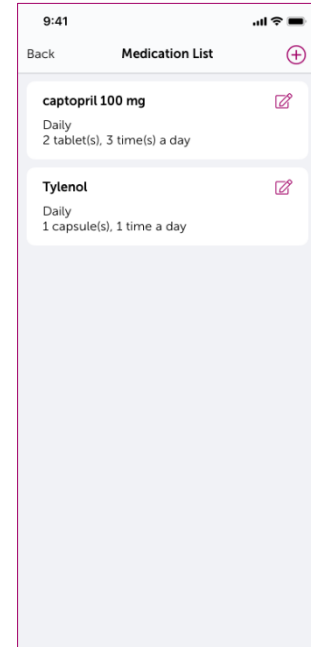 9:41
Back Medication List
captopril 100 mg
Daily
2 tablet(s), 3 time(s) a day
Tylenol
Daily
1 capsule(s), 1 time a day